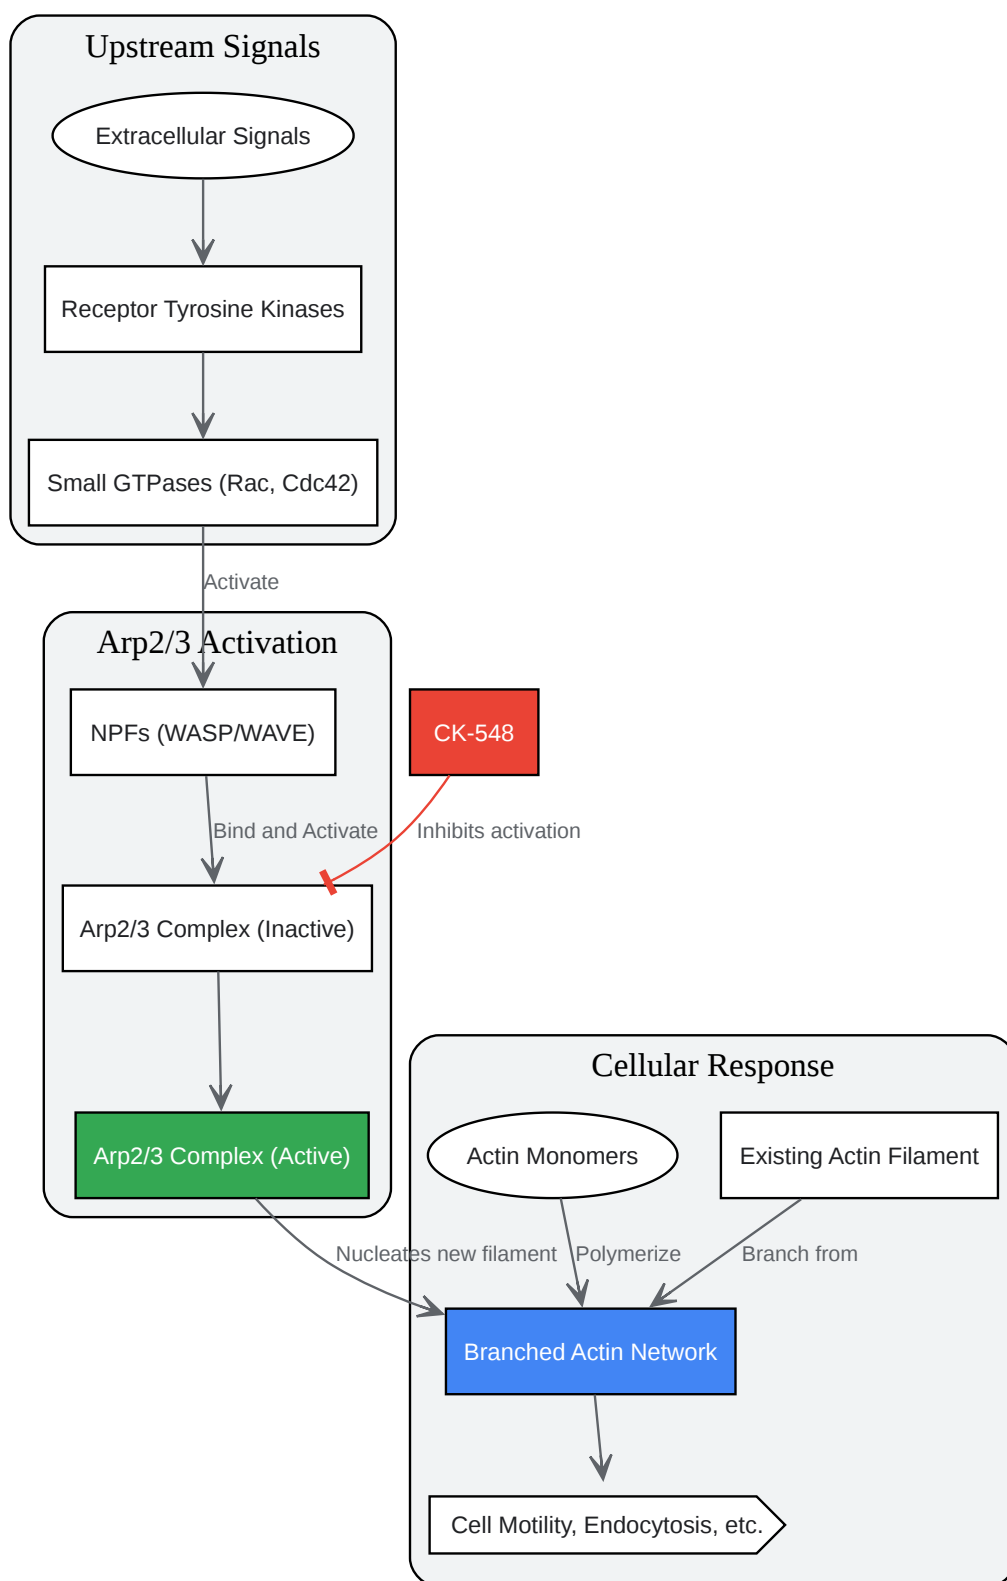 Upstream Signals
Extracellular Signals
Receptor Tyrosine Kinases
Small GTPases (Rac, Cdc42)
Activate
Arp2/3 Activation
NPFs (WASP/WAVE)
CK-548
Bind and Activate
Inhibits activation
Arp2/3 Complex (Inactive)
Cellular Response
Arp2/3 Complex (Active)
Actin Monomers
Existing Actin Filament
Nucleates new filament
Polymerize
Branch from
Branched Actin Network
Cell Motility, Endocytosis, etc.